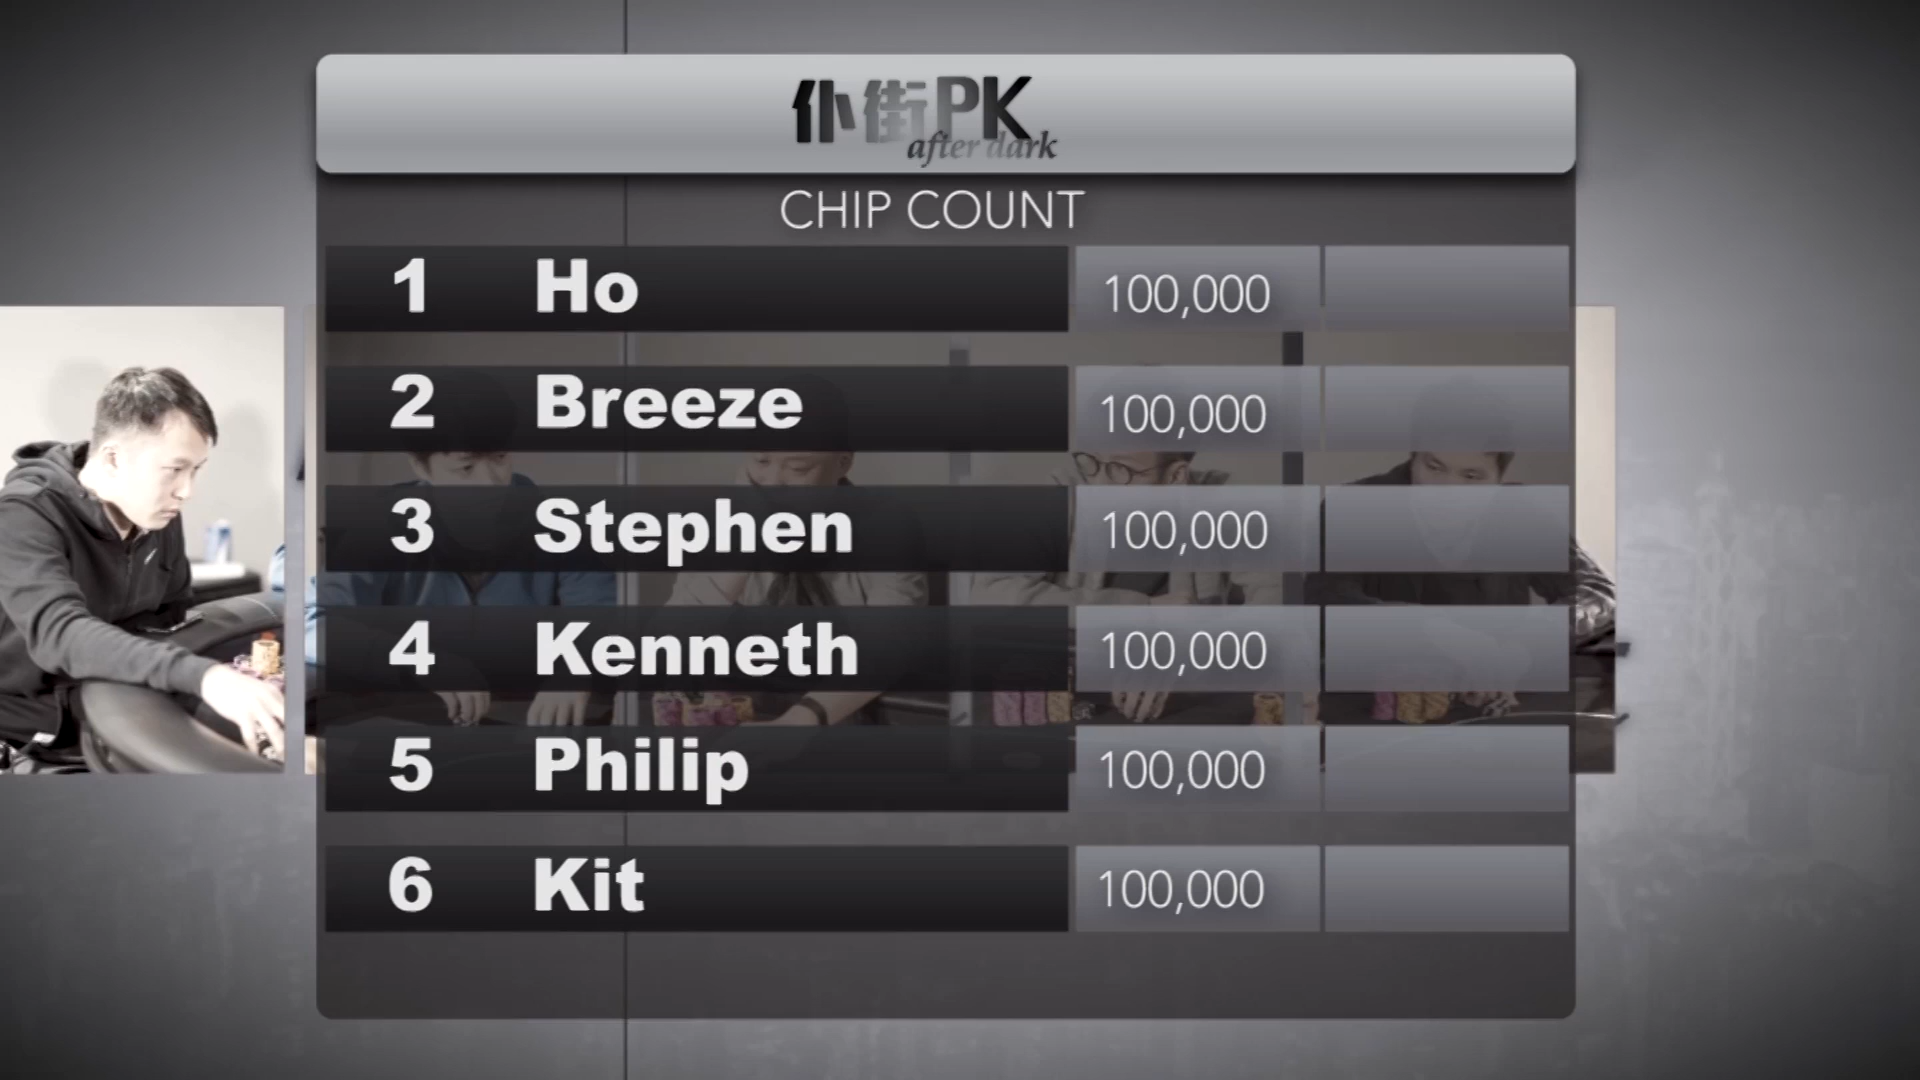 仆街PK
after dark
CHIP COUNT
1 Ho 100,000
2 Breeze 100,000
3 Stephen 100,000
4 Kenneth 100,000
5 Philip 100,000
6 Kit 100,000